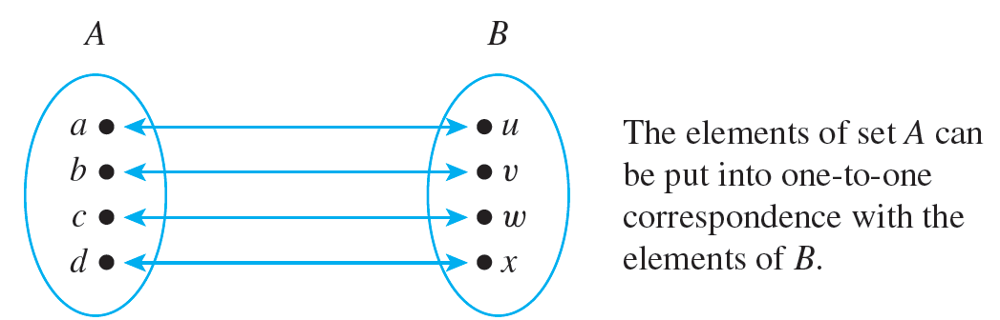 A B
a u
b v
c w
d x
The elements of set A can
be put into one-to-one
correspondence with the
elements of B.